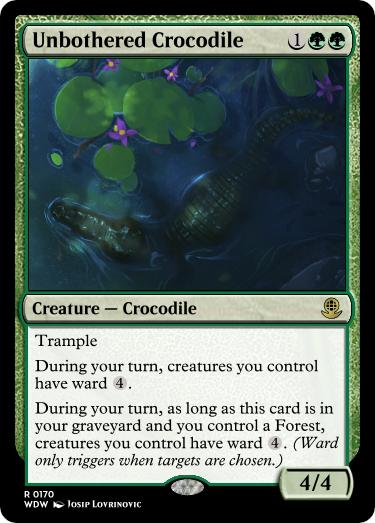 Unbothered Crocodile 1
Creature — Crocodile
Trample
During your turn, creatures you control
have ward 4.
During your turn, as long as this card is in
your graveyard and you control a Forest,
creatures you control have ward 4. (Ward
only triggers when targets are chosen.)
4/4
R 0170
WDW Josip Lovrinovic